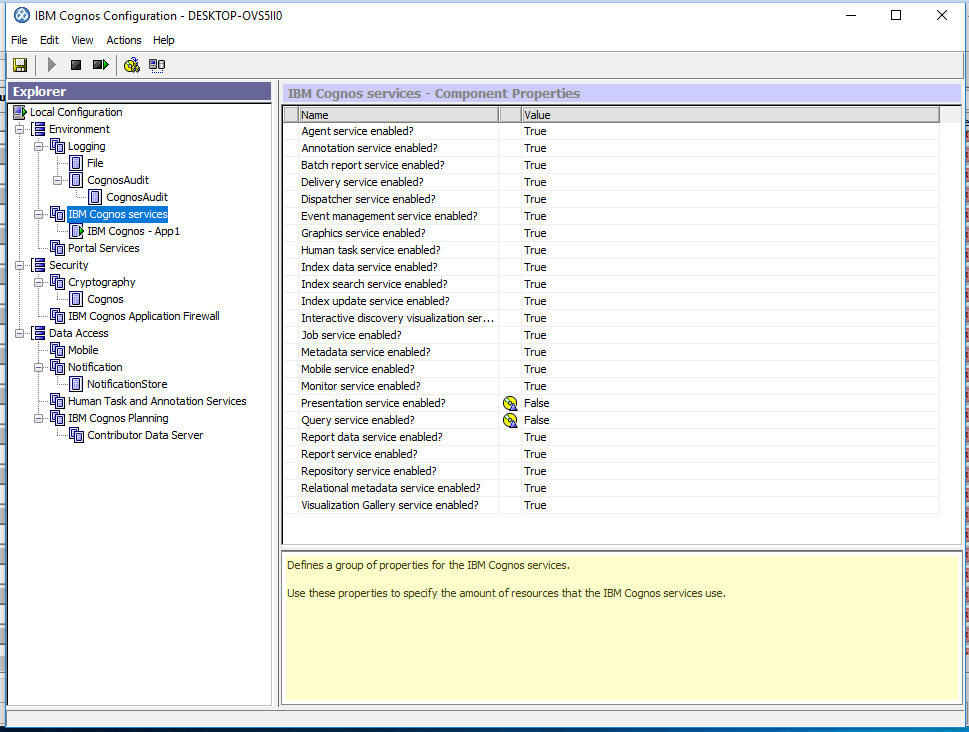 IBM Cognos Configuration - DESKTOP-OVS5II0
File Edit View Actions Help
Explorer
Local Configuration
Environment
Logging
File
CognosAudit
CognosAudit
IBM Cognos services
IBM Cognos - App1
Portal Services
Security
Cryptography
Cognos
IBM Cognos Application Firewall
Data Access
Mobile
Notification
NotificationStore
Human Task and Annotation Services
IBM Cognos Planning
Contributor Data Server
IBM Cognos services - Component Properties
Name Value
Agent service enabled? True
Annotation service enabled? True
Batch report service enabled? True
Delivery service enabled? True
Dispatcher service enabled? True
Event management service enabled? True
Graphics service enabled? True
Human task service enabled? True
Index data service enabled? True
Index search service enabled? True
Index update service enabled? True
Interactive discovery visualization ser... True
Job service enabled? True
Metadata service enabled? True
Mobile service enabled? True
Monitor service enabled? True
Presentation service enabled? False
Query service enabled? False
Report data service enabled? True
Report service enabled? True
Repository service enabled? True
Relational metadata service enabled? True
Visualization Gallery service enabled? True
Defines a group of properties for the IBM Cognos services.
Use these properties to specify the amount of resources that the IBM Cognos services use.